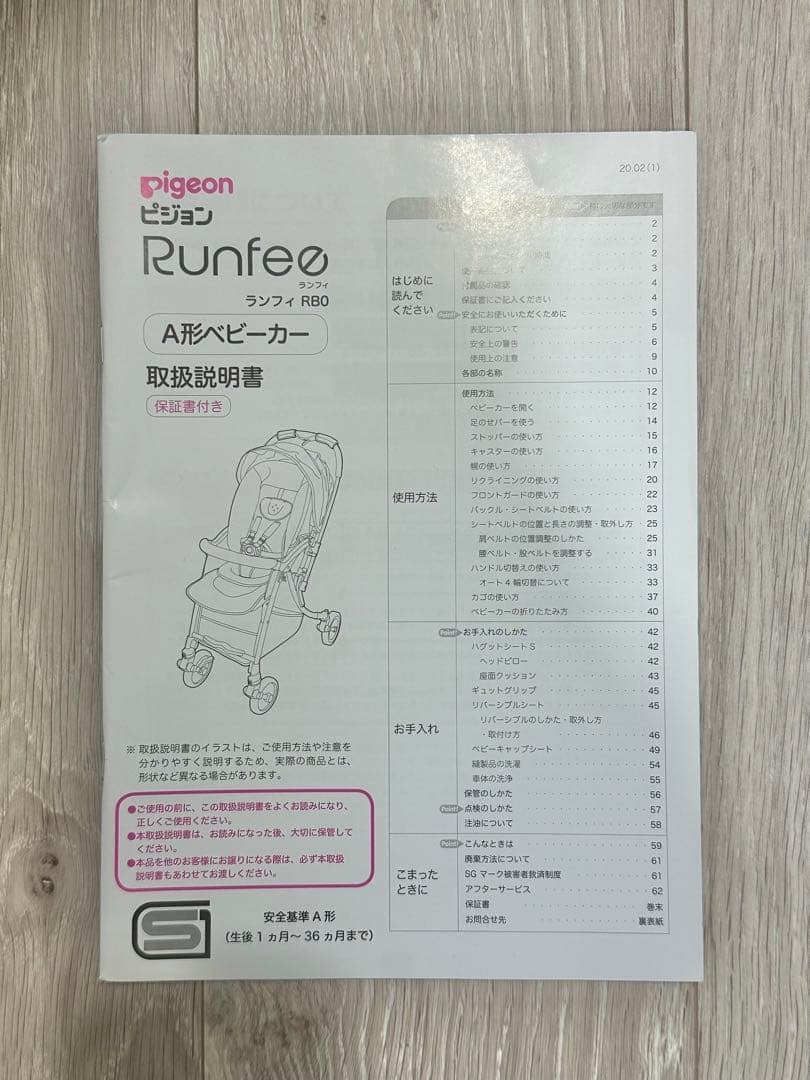 20.02(1)
pigeon
ピジョン
Runfee
ランフィ
ランフィ RB0
A形ベビーカー
取扱説明書
保証書付き
※ 取扱説明書のイラストは、ご使用方法や注意を
分かりやすく説明するため、実際の商品とは、
形状など異なる場合があります。
●ご使用の前に、この取扱説明書をよくお読みになり、
正しくご使用ください。
●本取扱説明書は、お読みになった後、大切に保管して
ください。
●本品を他のお客様にお譲りになる際は、必ず本取扱
説明書もあわせてお渡しください。
S
安全基準 A 形
(生後 1 ヵ月〜 36 ヵ月まで)
大切な部分です
はじめに
読んで
ください
2
2
2
について 3
付属品の確認 4
保証書にご記入ください 4
Point 安全にお使いいただくために 5
表記について 5
安全上の警告 6
使用上の注意 9
各部の名称 10
使用方法
使用方法 12
ベビーカーを開く 12
足のせバーを使う 14
ストッパーの使い方 15
キャスターの使い方 16
幌の使い方 17
リクライニングの使い方 20
フロントガードの使い方 22
バックル・シートベルトの使い方 23
シートベルトの位置と長さの調整・取外し方 25
肩ベルトの位置調整のしかた 25
腰ベルト・股ベルトを調整する 31
ハンドル切替えの使い方 33
オート 4 輪切替について 33
カゴの使い方 37
ベビーカーの折りたたみ方 40
お手入れ
Point お手入れのしかた 42
ハグットシート S 42
ヘッドピロー 42
座面クッション 43
ギュットグリップ 45
リバーシブルシート 45
リバーシブルのしかた・取外し方
・取付け方 46
ベビーキャップシート 49
縫製品の洗濯 54
車体の洗浄 55
保管のしかた 56
Point 点検のしかた 57
注油について 58
こまった
ときに
Point こんなときは 59
廃棄方法について 61
SG マーク被害者救済制度 61
アフターサービス 62
保証書 巻末
お問合せ先 裏表紙